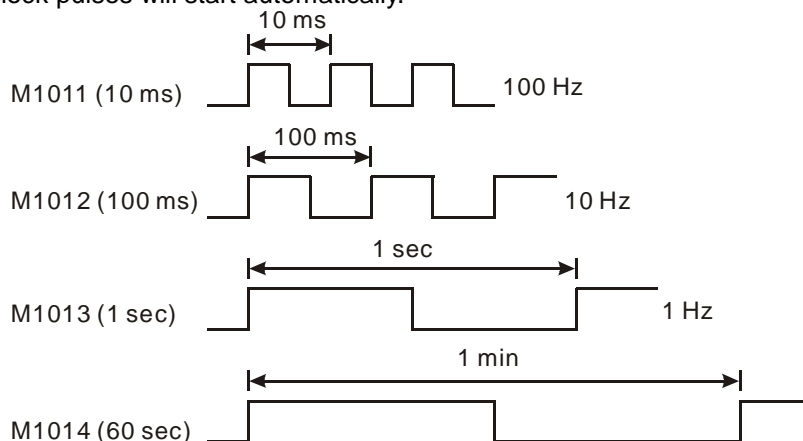 pulses will start automatically.
10 ms
M1011 (10 ms)
100 Hz
100 ms
M1012 (100 ms)
10 Hz
1 sec
M1013 (1 sec)
1 Hz
1 min
M1014 (60 sec)